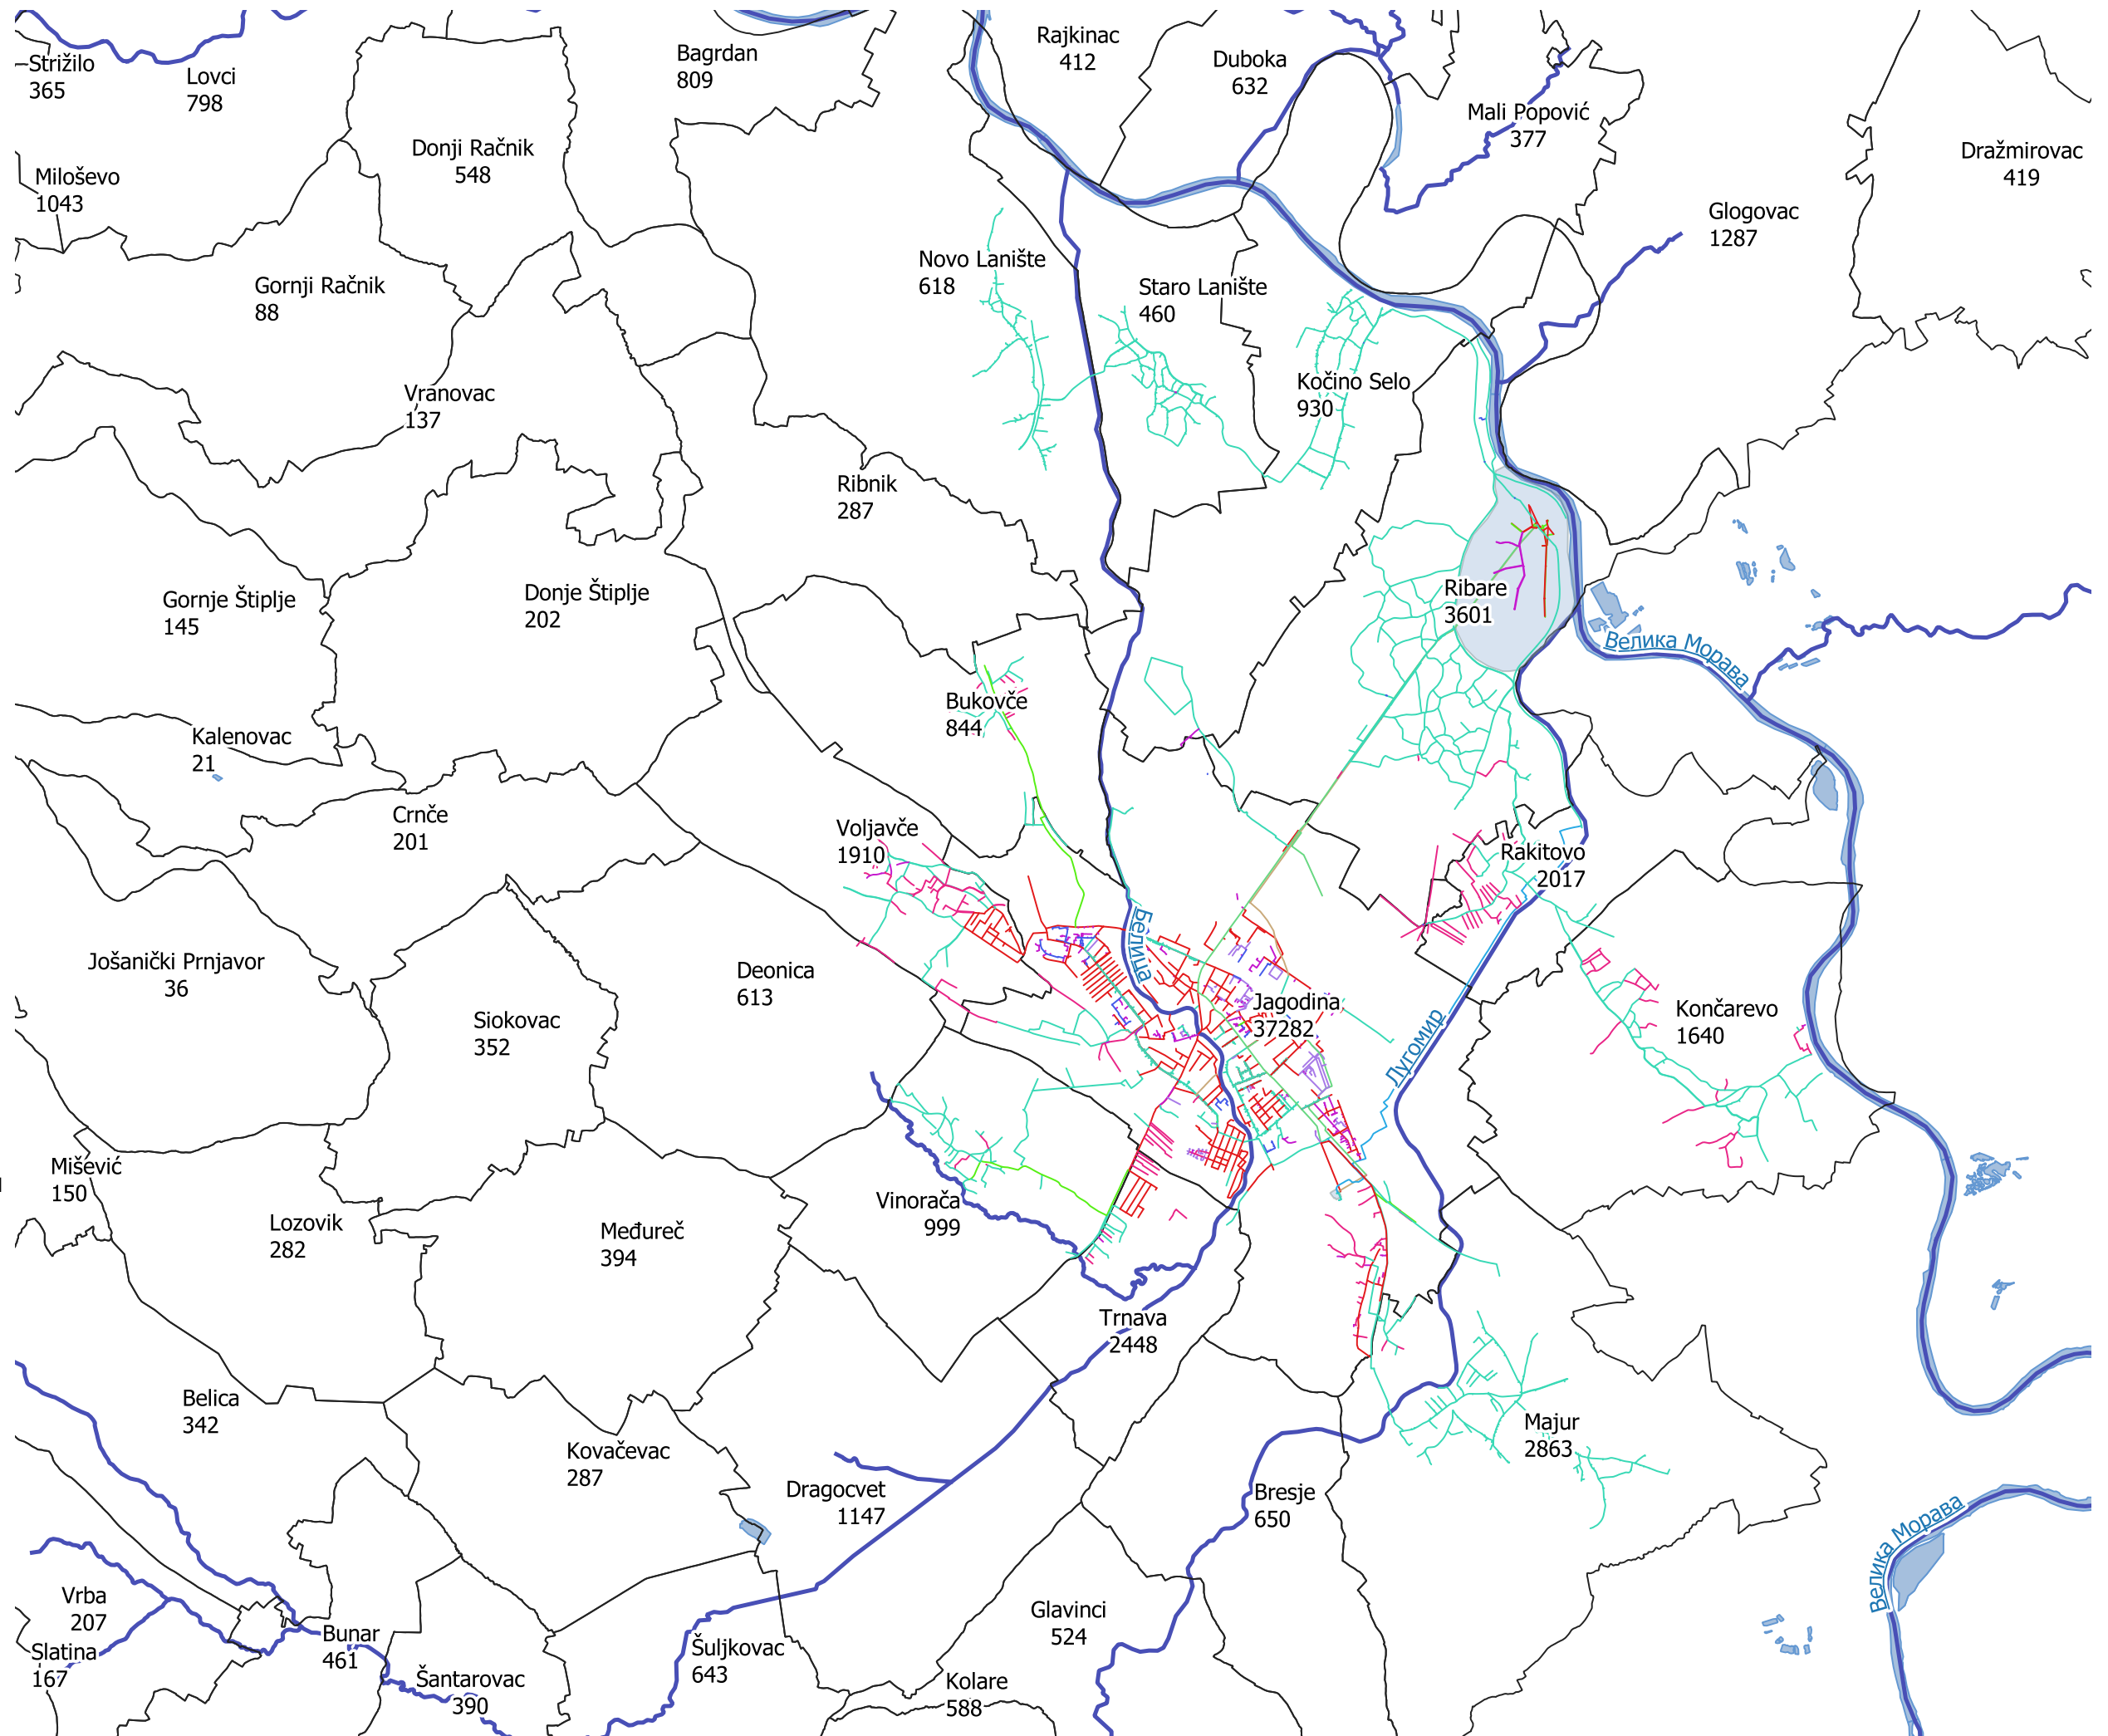 Strižilo
365
Lovci
798
Bagrdan
809
Rajkinac
412
Duboka
632
Mali Popović
377
Dražmirovac
419
Donji Račnik
548
Miloševo
1043
Glogovac
1287
Gornji Račnik
88
Novo Lanište
618
Staro Lanište
460
Vranovac
137
Kočino Selo
930
Ribnik
287
Gornje Štiplje
145
Donje Štiplje
202
Ribare
3601
Велика Морава
Bukovče
844
Kalenovac
21
Crnče
201
Voljavče
1910
Rakitovo
2017
Белица
Jošanički Prnjavor
36
Deonica
613
Siokovac
352
Jagodina
37282
Končarevo
1640
Лугомир
Mišević
150
Lozovik
282
Međureč
394
Vinorača
999
Trnava
2448
Belica
342
Kovačevac
287
Majur
2863
Dragocvet
1147
Bresje
650
Велика Морава
Vrba
207
Slatina
167
Bunar
461
Šantarovac
390
Šuljkovac
643
Glavinci
524
Kolare
588